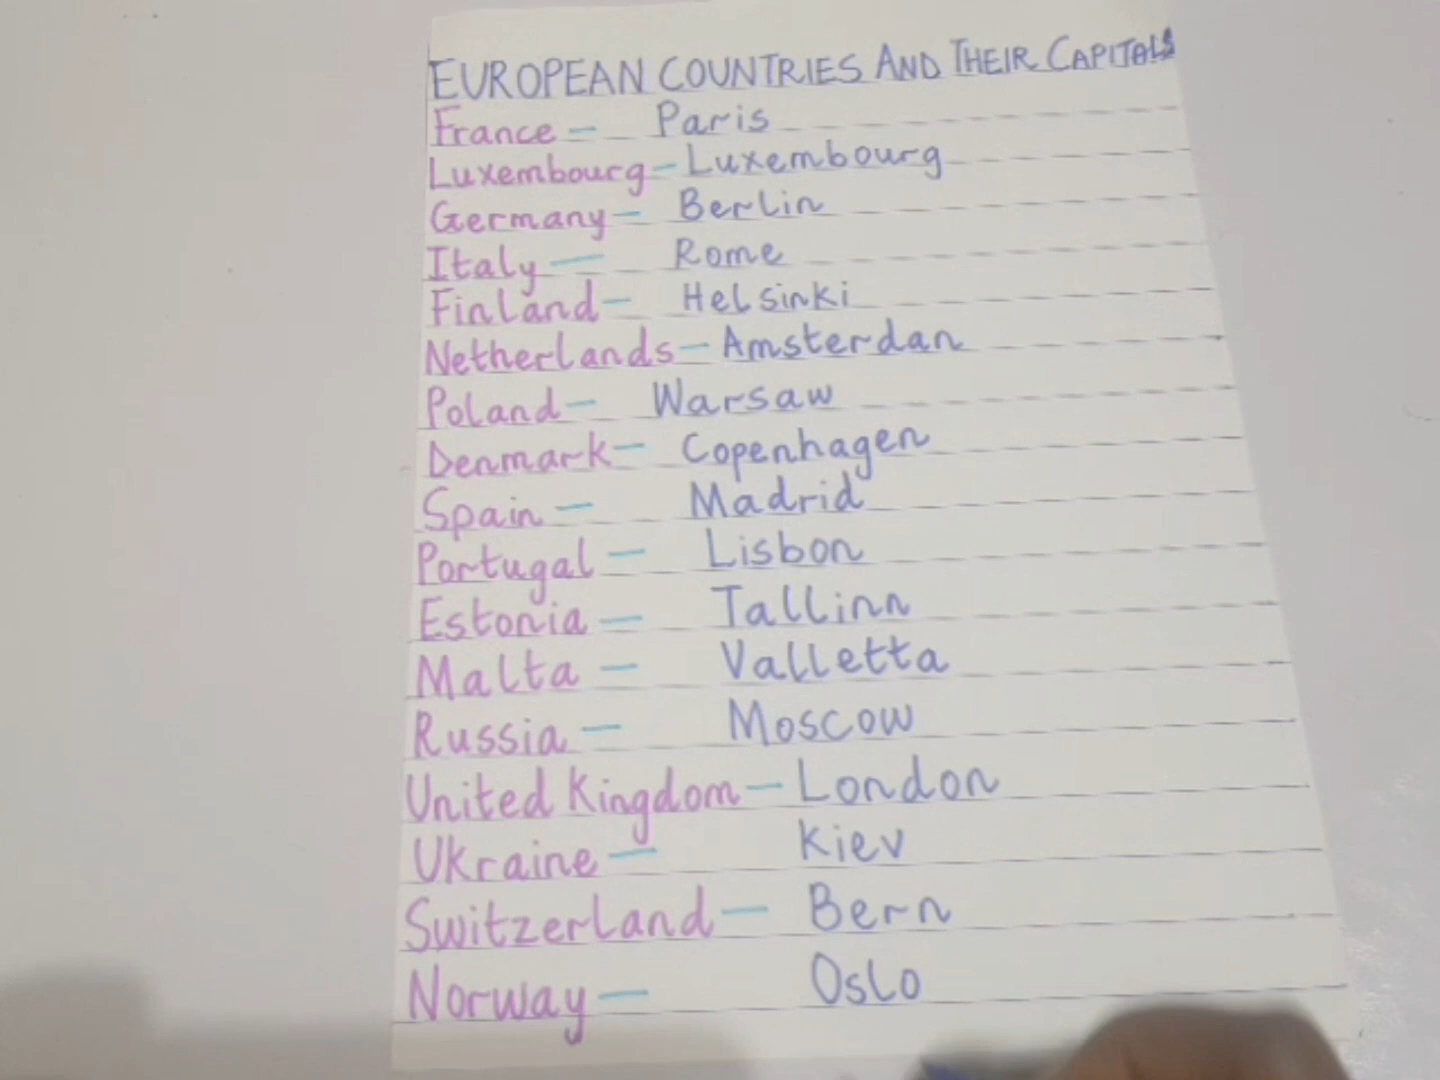 EUROPEAN COUNTRIES AND THEIR CAPITALS
France - Paris
Luxembourg - Luxembourg
Germany - Berlin
Italy - Rome
Finland - Helsinki
Netherlands - Amsterdan
Poland - Warsaw
Denmark - Copenhagen
Spain - Madrid
Portugal - Lisbon
Estonia - Tallinn
Malta - Valletta
Russia - Moscow
United Kingdom - London
Ukraine - Kiev
Switzerland - Bern
Norway - Oslo